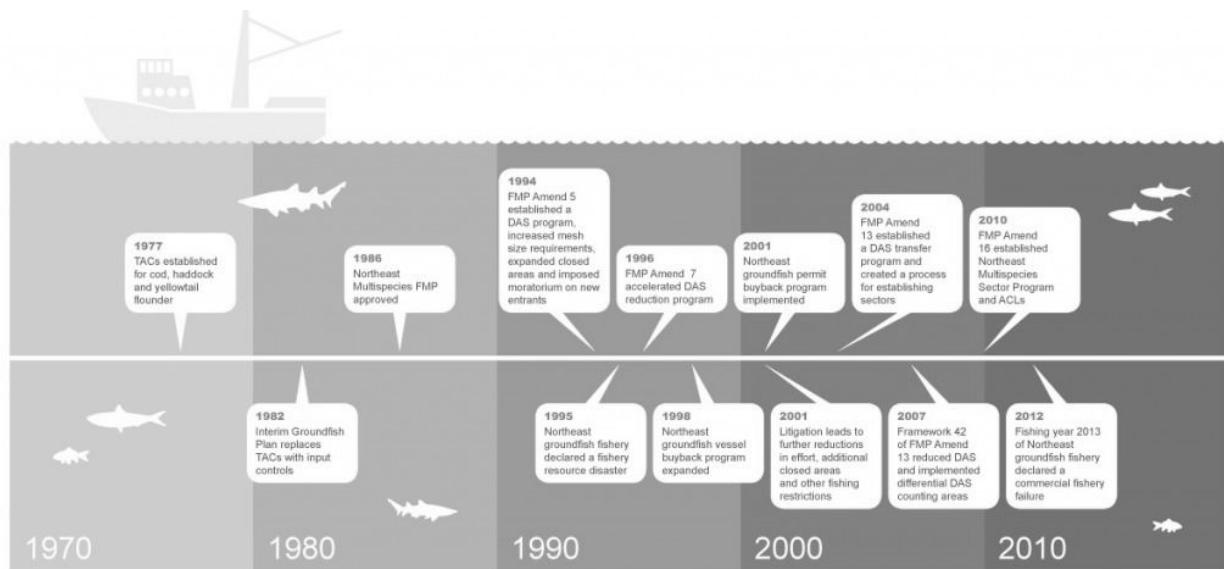 1977
TACs established
for cod, haddock
and yellowtail
flounder
1986
Northeast
Multispecies FMP
approved
1994
FMP Amend 5
established a
DAS program,
increased mesh
size requirements,
expanded closed
areas and imposed
moratorium on new
entrants
1996
FMP Amend 7
accelerated DAS
reduction program
2001
Northeast
groundfish permit
buyback program
implemented
2004
FMP Amend
13 established
a DAS transfer
program and
created a process
for establishing
sectors
2010
FMP Amend
16 established
Northeast
Multispecies
Sector Program
and ACLs
1982
Interim Groundfish
Plan replaces
TACs with input
controls
1995
Northeast
groundfish fishery
declared a fishery
resource disaster
1998
Northeast
groundfish vessel
buyback program
expanded
2001
Litigation leads to
further reductions
in effort, additional
closed areas
and other fishing
restrictions
2007
Framework 42
of FMP Amend
13 reduced DAS
and implemented
differential DAS
counting areas
2012
Fishing year 2013
of Northeast
groundfish fishery
declared a
commercial fishery
failure
1970
1980
1990
2000
2010